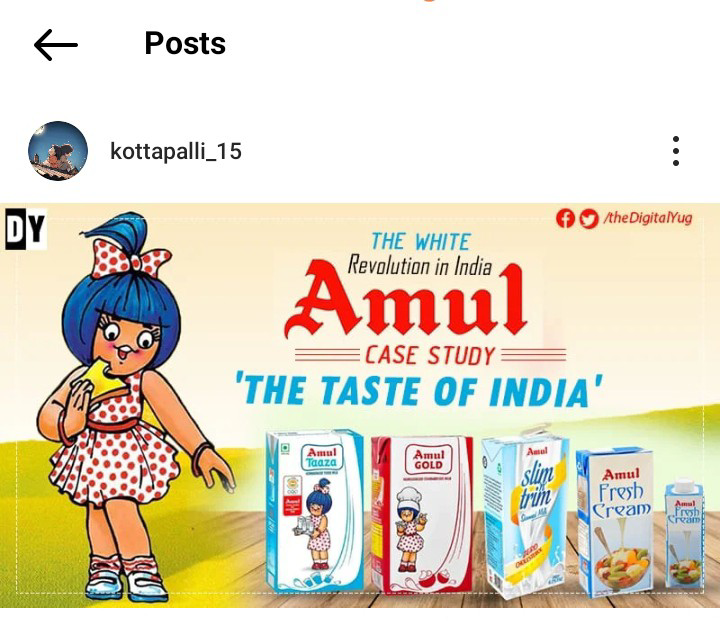 Posts
kottapalli_15
DY
/theDigitalYug
THE WHITE
Revolution in India
Amul
CASE STUDY
'THE TASTE OF INDIA'
Amul
Taaza
Amul
GOLD
Amul
slim
n
trim
Amul
Fresh
Cream
Amul
Fresh
Cream